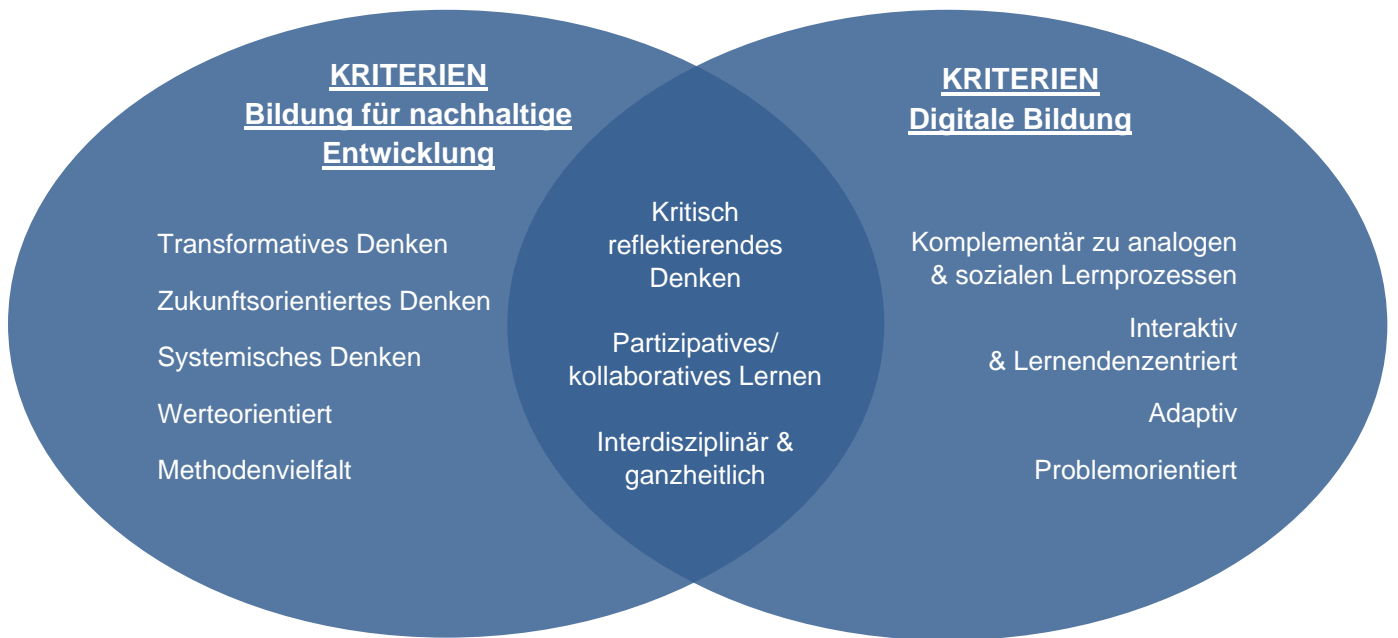 KRITERIEN
Bildung für nachhaltige
Entwicklung
Transformatives Denken
Zukunftsorientiertes Denken
Systemisches Denken
Werteorientiert
Methodenvielfalt
Kritisch
reflektierendes
Denken
Partizipatives/
kollaboratives Lernen
Interdisziplinär &
ganzheitlich
KRITERIEN
Digitale Bildung
Komplementär zu analogen
& sozialen Lernprozessen
Interaktiv
& Lernendenzentriert
Adaptiv
Problemorientiert